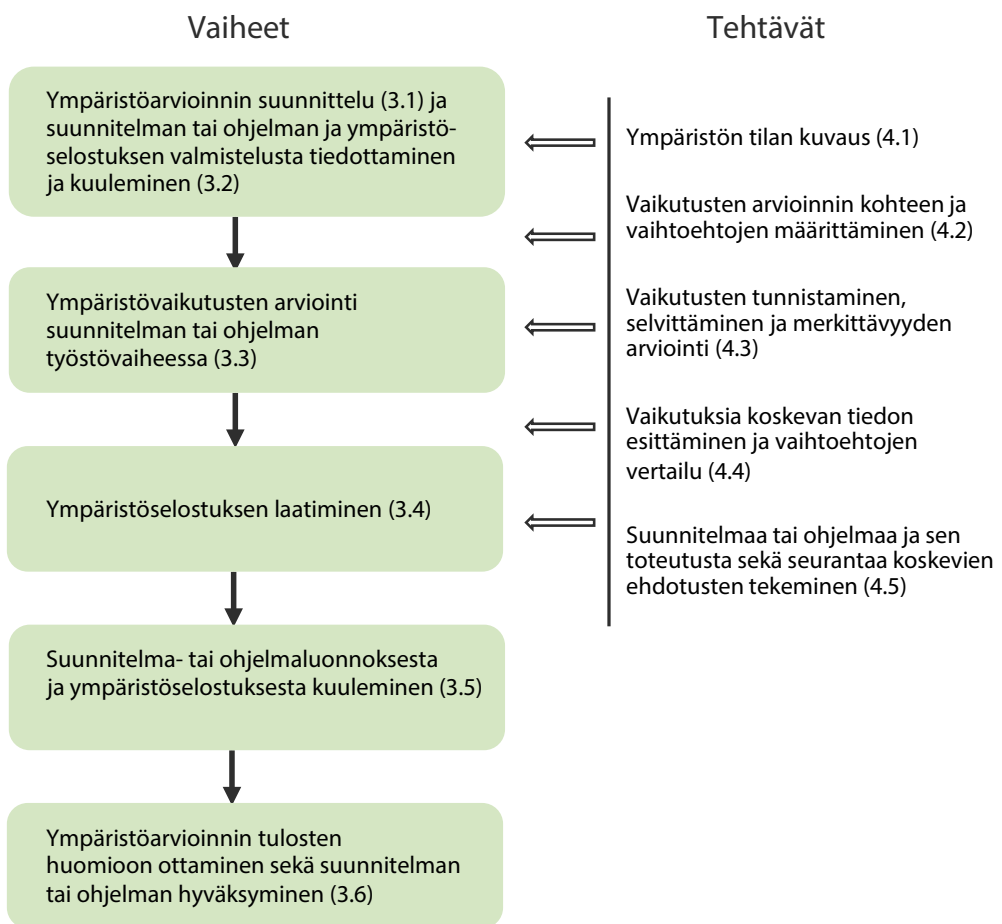 Vaiheet
Ympäristöarvioinnin suunnittelu (3.1) ja
suunnitelman tai ohjelman ja ympäristö-
selostuksen valmistelusta tiedottaminen
ja kuuleminen (3.2)
Ympäristövaikutusten arviointi
suunnitelman tai ohjelman
työstövaiheessa (3.3)
Ympäristöselostuksen laatiminen (3.4)
Suunnitelma- tai ohjelmaluonnoksesta
ja ympäristöselostuksesta kuuleminen (3.5)
Ympäristöarvioinnin tulosten
huomioon ottaminen sekä suunnitelman
tai ohjelman hyväksyminen (3.6)
Tehtävät
Ympäristön tilan kuvaus (4.1)
Vaikutusten arvioinnin kohteen ja
vaihtoehtojen määrittäminen (4.2)
Vaikutusten tunnistaminen,
selvittäminen ja merkittävyyden
arviointi (4.3)
Vaikutuksia koskevan tiedon
esittäminen ja vaihtoehtojen
vertailu (4.4)
Suunnitelmaa tai ohjelmaa ja sen
toteutusta sekä seurantaa koskevien
ehdotusten tekeminen (4.5)